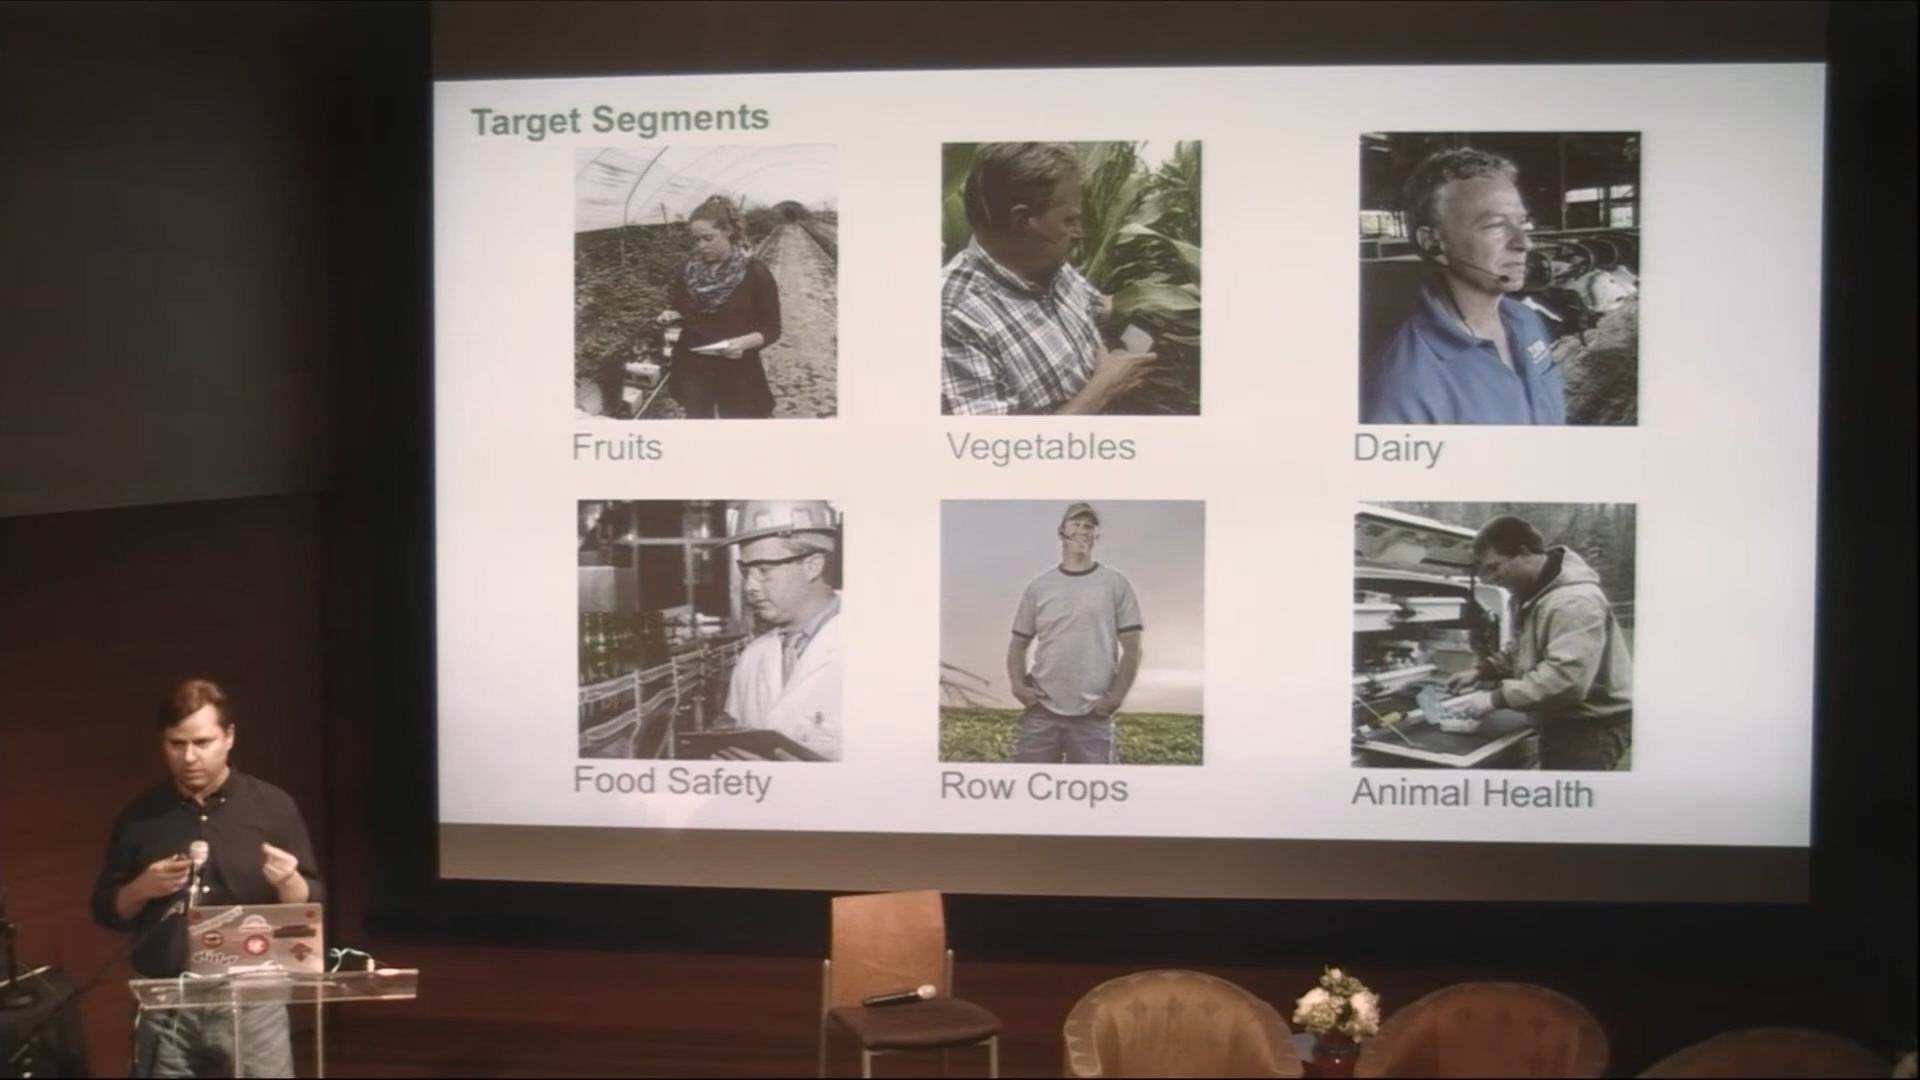 Target Segments
Fruits
Vegetables
Dairy
Food Safety
Row Crops
Animal Health